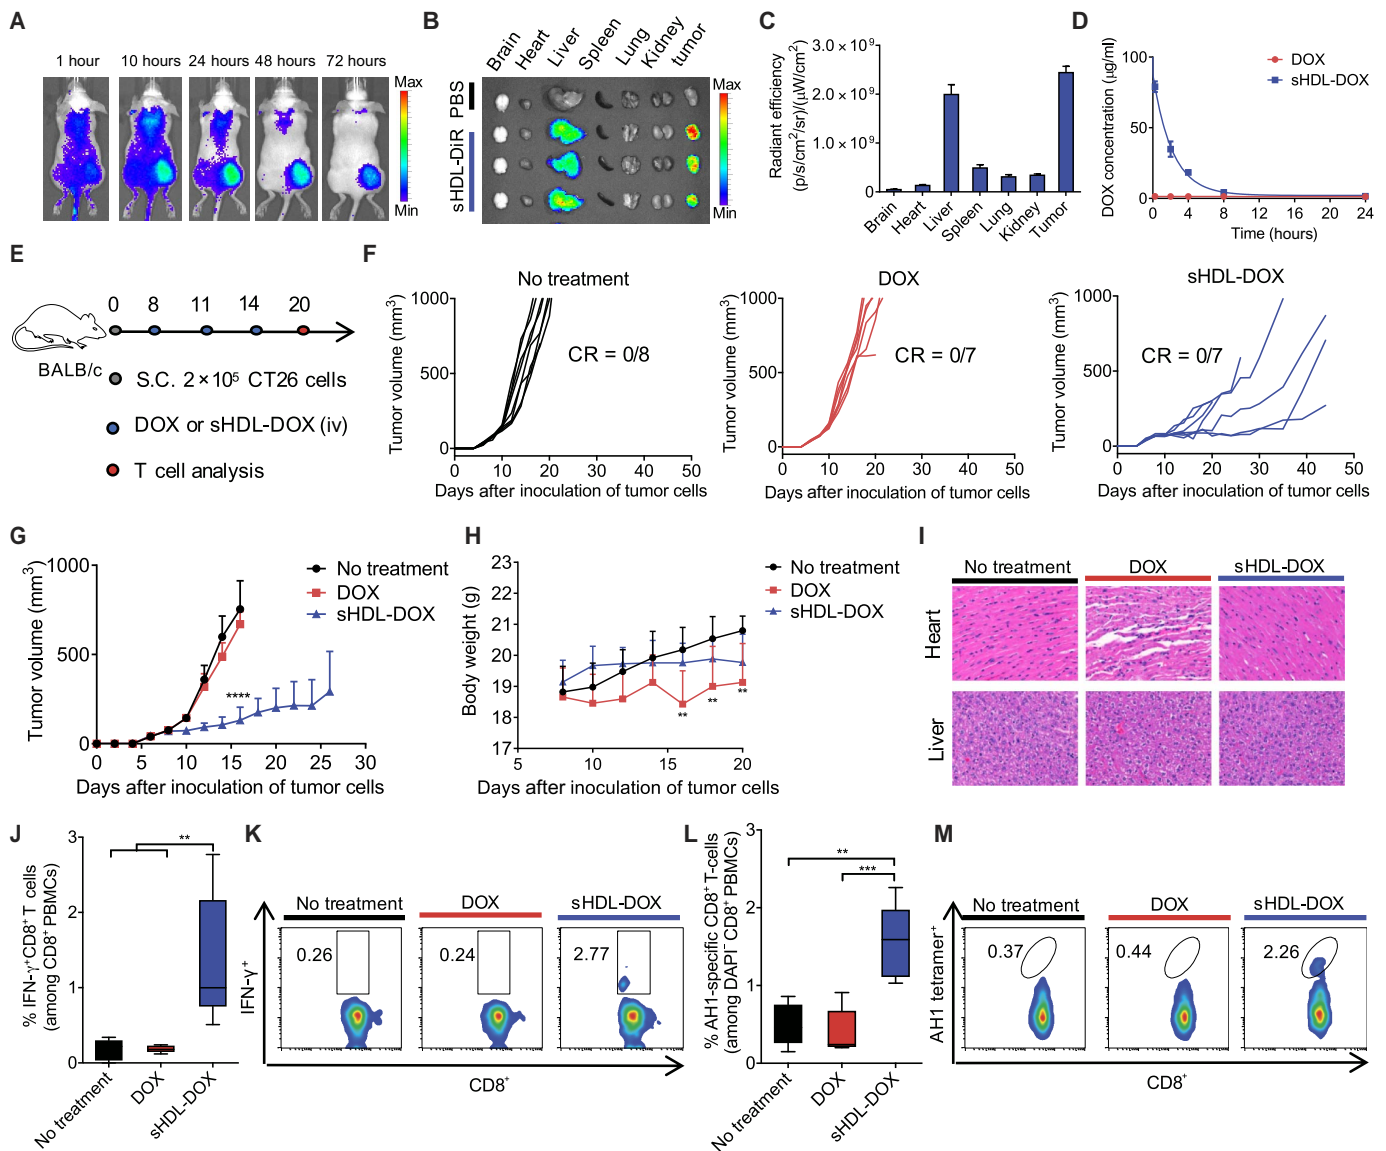 A
1 hour 10 hours 24 hours 48 hours 72 hours
Max
Min
B
Brain Heart Liver Spleen Lung Kidney tumor
PBS
sHDL-DiR
Max
Min
C
Radiant efficiency
(p/s/cm²/sr)/(μW/cm²)
3.0 × 10⁹
2.0 × 10⁹
1.0 × 10⁹
0
Brain Heart Liver Spleen Lung Kidney Tumor
D
DOX concentration (μg/ml)
100
50
0
0 4 8 12 16 20 24
Time (hours)
DOX
sHDL-DOX
E
0 8 11 14 20
BALB/c
S.C. 2 × 10⁵ CT26 cells
DOX or sHDL-DOX (iv)
T cell analysis
F
No treatment
Tumor volume (mm³)
1000
500
0
CR = 0/8
0 10 20 30 40 50
Days after inoculation of tumor cells
DOX
Tumor volume (mm³)
1000
500
0
CR = 0/7
0 10 20 30 40 50
Days after inoculation of tumor cells
sHDL-DOX
Tumor volume (mm³)
1000
500
0
CR = 0/7
0 10 20 30 40 50
Days after inoculation of tumor cells
G
Tumor volume (mm³)
1000
500
0
No treatment
DOX
sHDL-DOX
****
0 5 10 15 20 25 30
Days after inoculation of tumor cells
H
Body weight (g)
23
22
21
20
19
18
17
No treatment
DOX
sHDL-DOX
** ** **
5 10 15 20
Days after inoculation of tumor cells
I
No treatment DOX sHDL-DOX
Heart
Liver
J
% IFN-γ⁺CD8⁺ T cells
(among CD8⁺ PBMCs)
3
2
1
0
**
No treatment DOX sHDL-DOX
K
IFN-γ⁺
No treatment DOX sHDL-DOX
0.26 0.24 2.77
CD8⁺
L
% AH1-specific CD8⁺ T-cells
(among DAPI⁻ CD8⁺ PBMCs)
3
2
1
0
**
***
No treatment DOX sHDL-DOX
M
AH1 tetramer⁺
No treatment DOX sHDL-DOX
0.37 0.44 2.26
CD8⁺